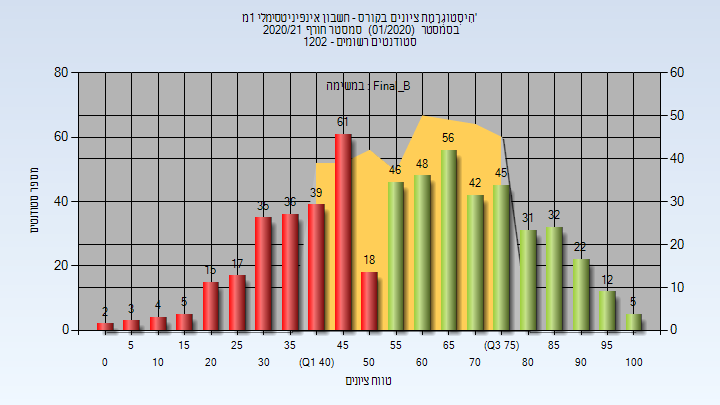 היסטוגרמת ציונים בקורס - חשבון אינפיניטסימלי 1מ'
בסמסטר (01/2020) סמסטר חורף 2020/21
סטודנטים רשומים - 1202
במשימה : Final_B
80 60 40 20 0
מספר סטודנטים
60 50 40 30 20 10 0
2 3 4 5 15 17 35 36 39 61 18 46 48 56 42 45 31 32 22 12 5
5 15 25 35 45 55 65 (Q3 75) 85 95
0 10 20 30 (Q1 40) 50 60 70 80 90 100
טווח ציונים